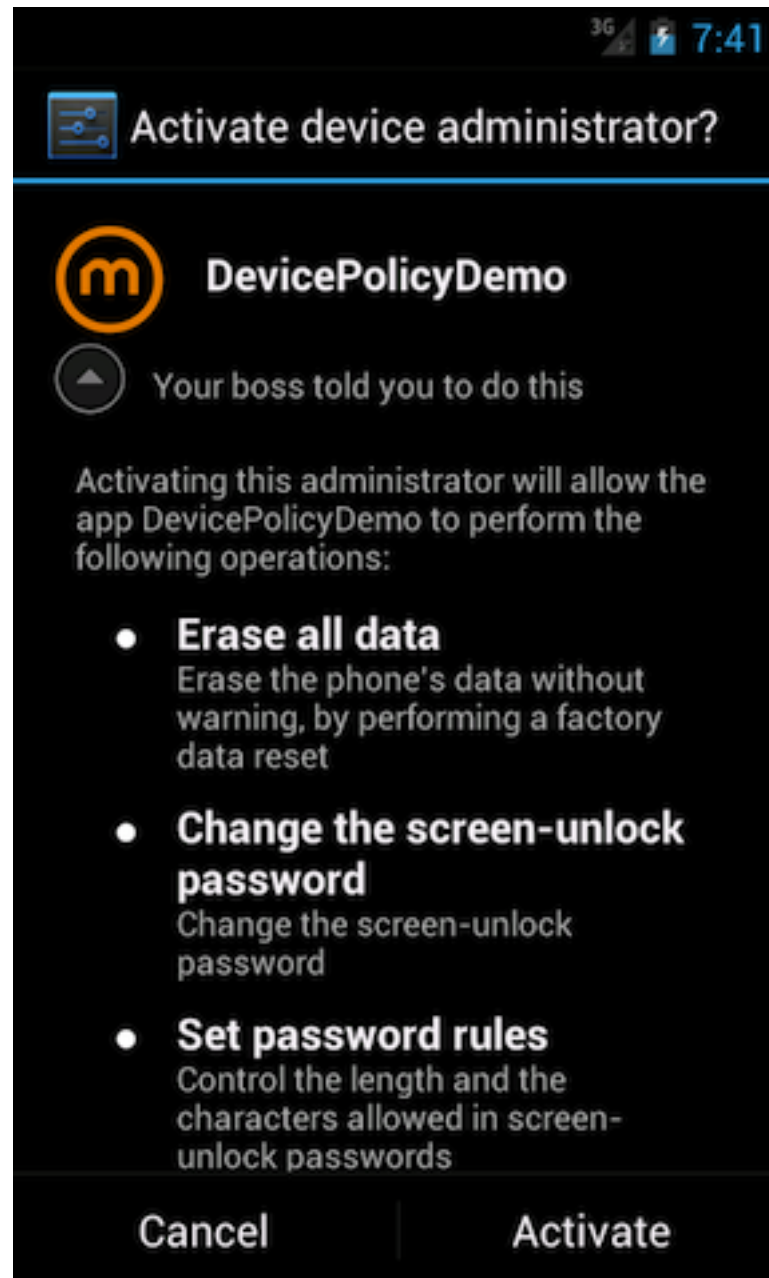 3G 7:41
Activate device administrator?
m
DevicePolicyDemo
Your boss told you to do this
Activating this administrator will allow the
app DevicePolicyDemo to perform the
following operations:
Erase all data
Erase the phone's data without
warning, by performing a factory
data reset
Change the screen-unlock
password
Change the screen-unlock
password
Set password rules
Control the length and the
characters allowed in screen-
unlock passwords
Cancel Activate